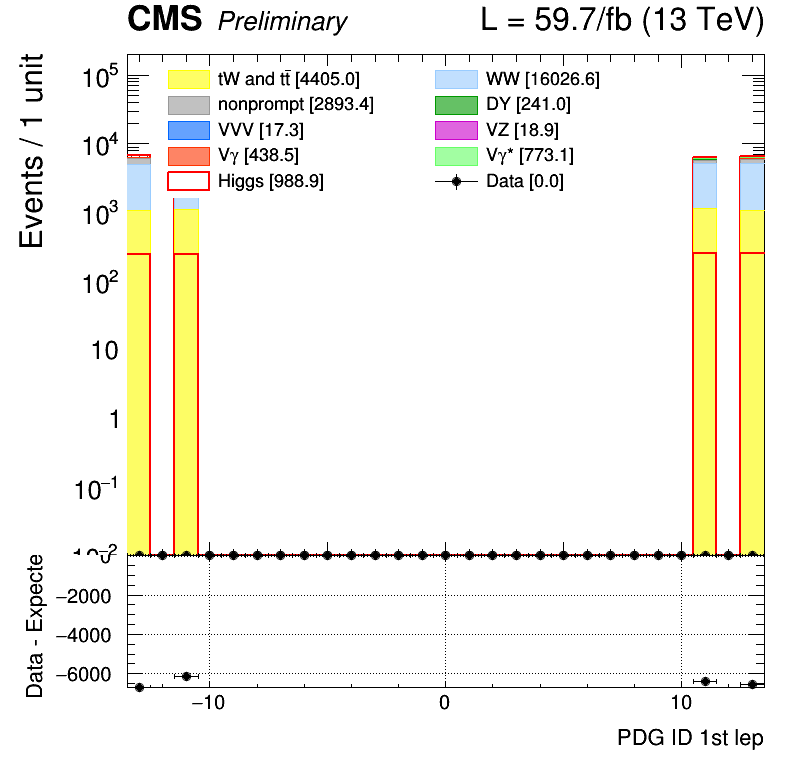 CMS Preliminary L = 59.7/fb (13 TeV)
Events / 1 unit
10⁵
10⁴
10³
10²
10
1
10⁻¹
tW and tt̄ [4405.0] WW [16026.6]
nonprompt [2893.4] DY [241.0]
VVV [17.3] VZ [18.9]
Vγ [438.5] Vγ* [773.1]
Higgs [988.9] Data [0.0]
Data - Expecte
−2000
−4000
−6000
−10 0 10
PDG ID 1st lep